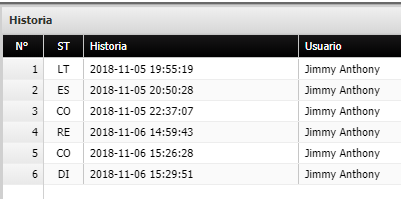 Historia
Nº ST Historia Usuario
1 LT 2018-11-05 19:55:19 Jimmy Anthony
2 ES 2018-11-05 20:50:28 Jimmy Anthony
3 CO 2018-11-05 22:37:07 Jimmy Anthony
4 RE 2018-11-06 14:59:43 Jimmy Anthony
5 CO 2018-11-06 15:26:28 Jimmy Anthony
6 DI 2018-11-06 15:29:51 Jimmy Anthony